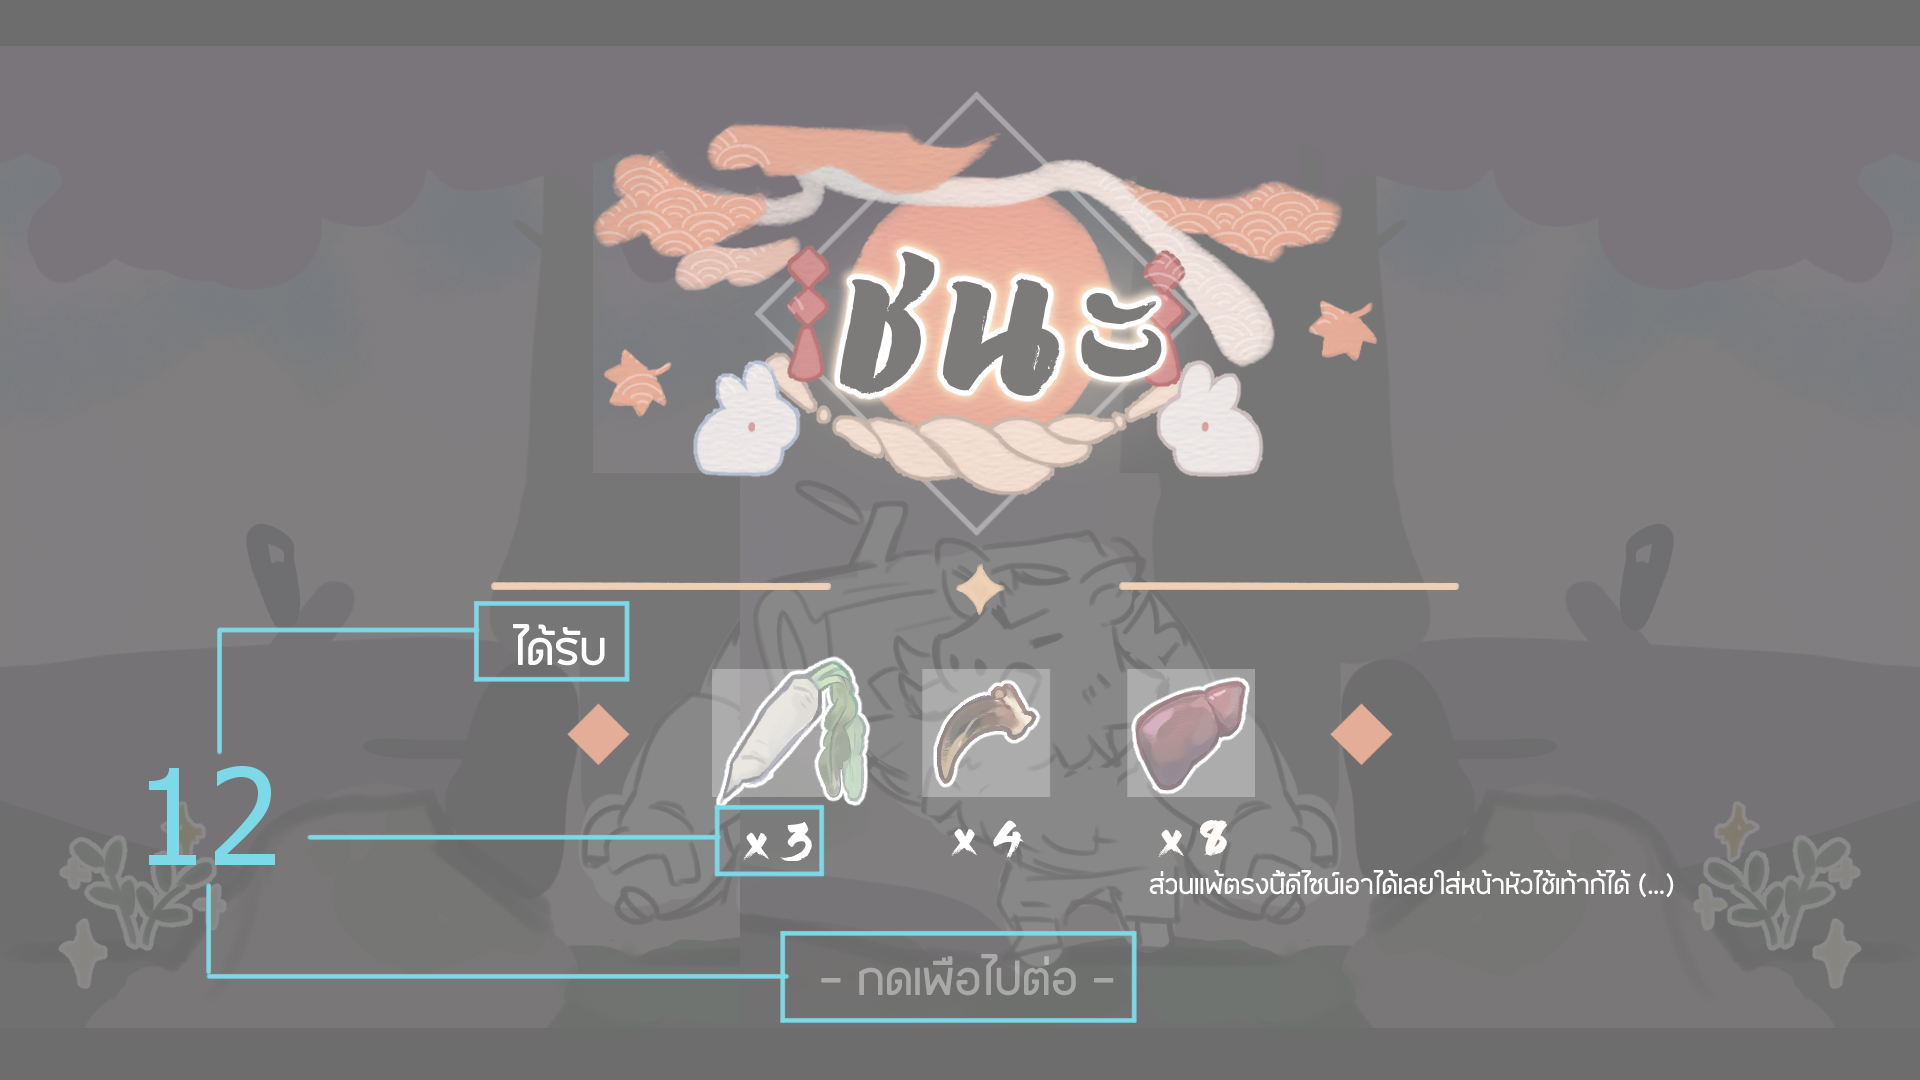 ชนะ
ได้รับ
12
x 3
x 4
x 8
ส่วนแพ้ตรงนี้ดีไซน์เอาได้เลยใส่หน้าหัวไช้เท้าก้ได้ (...)
- กดเพือไปต่อ -